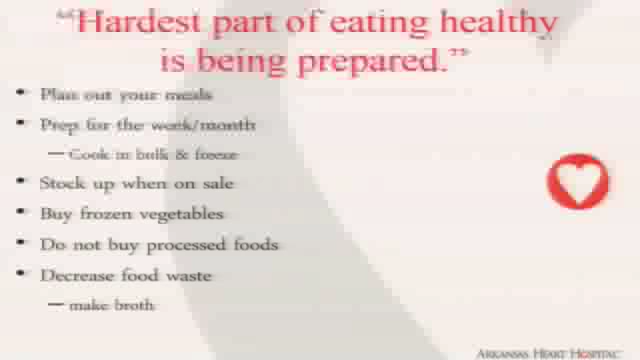 “Hardest part of eating healthy
is being prepared.”
• Plan out your meals
• Prep for the week/month
– Cook in bulk & freeze
• Stock up when on sale
• Buy frozen vegetables
• Do not buy processed foods
• Decrease food waste
– make broth
ARKANSAS HEART HOSPITAL